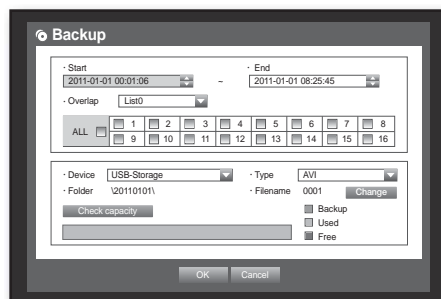 Backup
· Start · End
2011-01-01 00:01:06 – 2011-01-01 08:25:45
· Overlap List0
ALL 1 2 3 4 5 6 7 8
9 10 11 12 13 14 15 16
· Device USB-Storage · Type AVI
· Folder \20110101\ · Filename 0001 Change
Check capacity Backup
Used
Free
OK Cancel